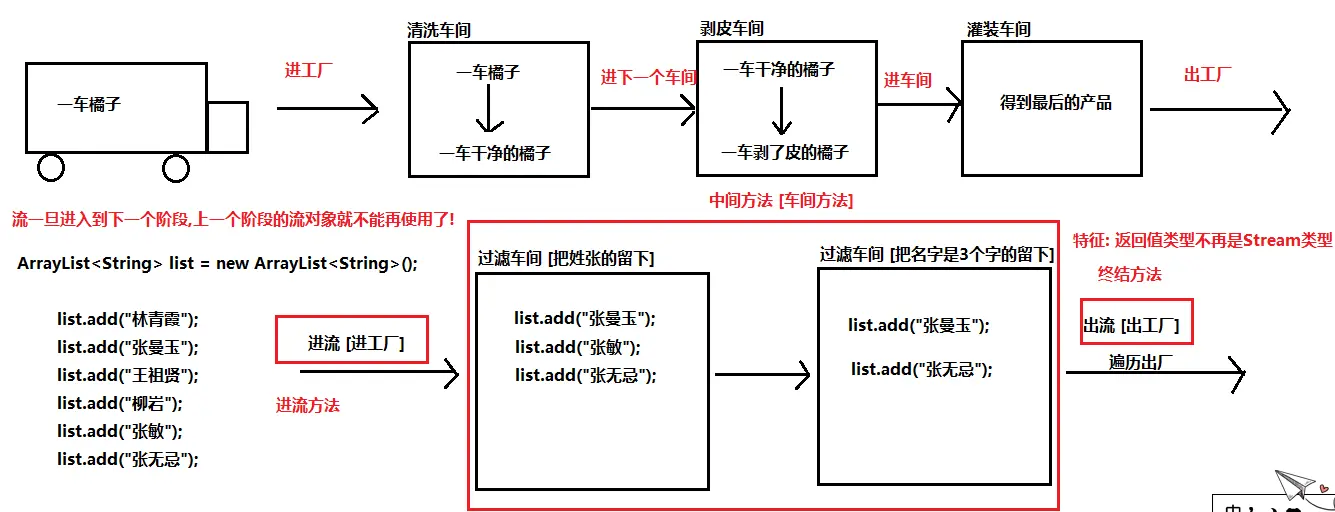 清洗车间
剥皮车间
灌装车间
一车橘子
进工厂
一车橘子
一车干净的橘子
进下一个车间
一车干净的橘子
一车剥了皮的橘子
进车间
得到最后的产品
出工厂
中间方法 [车间方法]
流一旦进入到下一个阶段,上一个阶段的流对象就不能再使用了!
特征: 返回值类型不再是Stream类型
ArrayList<String> list = new ArrayList<String>();
过滤车间 [把姓张的留下]
过滤车间 [把名字是3个字的留下]
终结方法
list.add("林青霞");
list.add("张曼玉");
list.add("王祖贤");
list.add("柳岩");
list.add("张敏");
list.add("张无忌");
进流 [进工厂]
进流方法
list.add("张曼玉");
list.add("张敏");
list.add("张无忌");
list.add("张曼玉");
list.add("张无忌");
出流 [出工厂]
遍历出厂